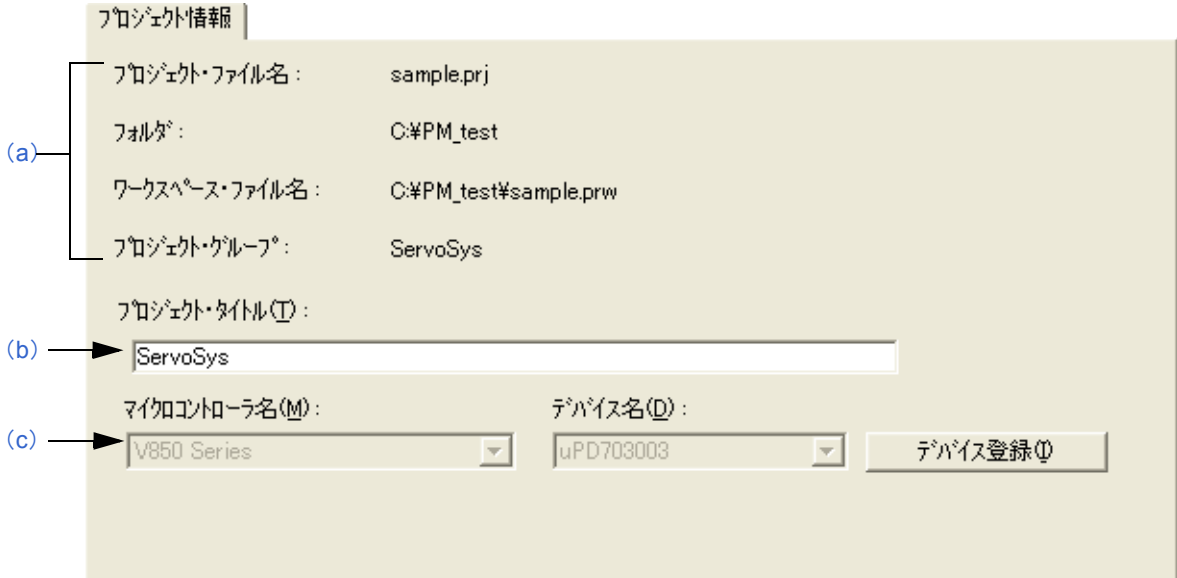 プロジェクト情報
プロジェクト・ファイル名 : sample.prj
フォルダ : C:¥PM_test
(a)
ワークスペース・ファイル名 : C:¥PM_test¥sample.prw
プロジェクト・グループ : ServoSys
プロジェクト・タイトル(T) :
(b) ServoSys
マイクロコントローラ名(M) : デバイス名(D) :
(c) V850 Series uPD703003 デバイス登録(I)